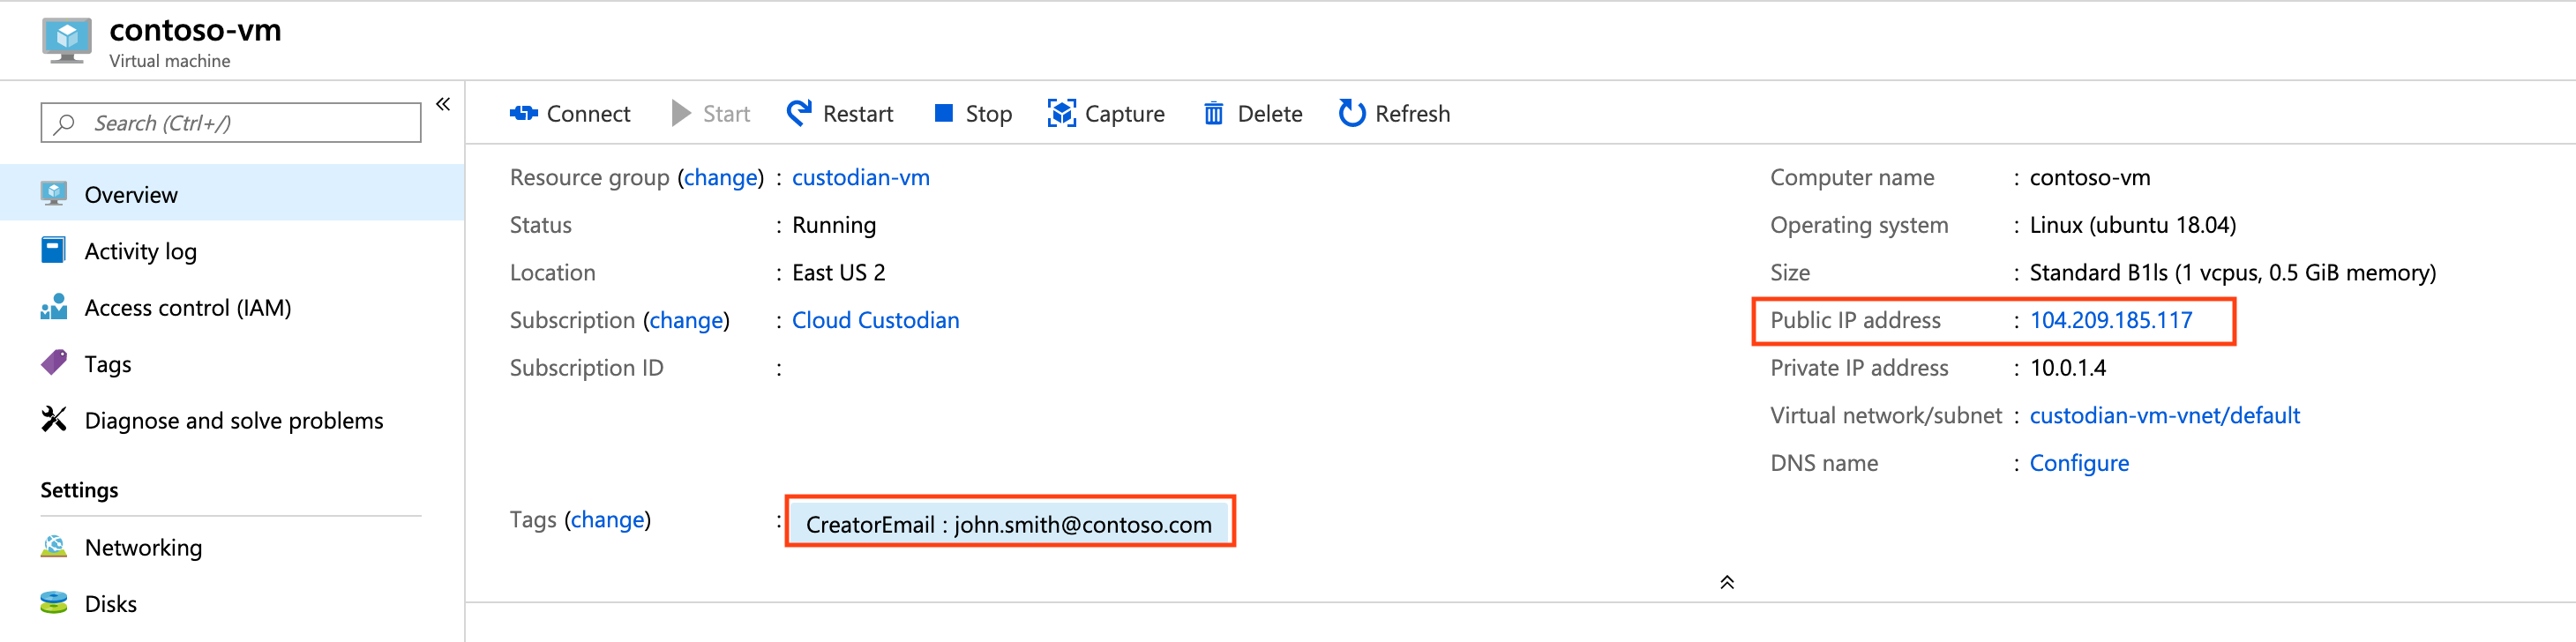 contoso-vm
Virtual machine
Search (Ctrl+/)
«
Overview
Activity log
Access control (IAM)
Tags
Diagnose and solve problems
Settings
Networking
Disks
Connect Start Restart Stop Capture Delete Refresh
Resource group (change) : custodian-vm
Status : Running
Location : East US 2
Subscription (change) : Cloud Custodian
Subscription ID :
Tags (change) : CreatorEmail : john.smith@contoso.com
Computer name : contoso-vm
Operating system : Linux (ubuntu 18.04)
Size : Standard B1ls (1 vcpus, 0.5 GiB memory)
Public IP address : 104.209.185.117
Private IP address : 10.0.1.4
Virtual network/subnet : custodian-vm-vnet/default
DNS name : Configure